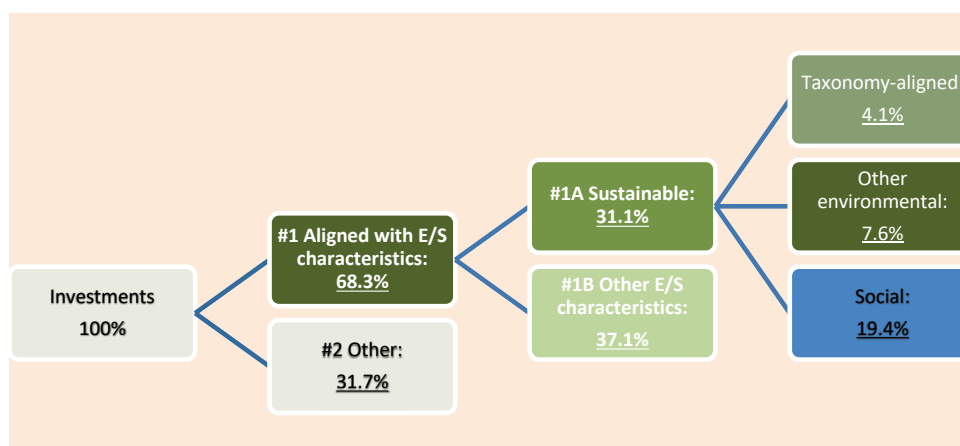 Investments
100%
#1 Aligned with E/S
characteristics:
68.3%
#2 Other:
31.7%
#1A Sustainable:
31.1%
#1B Other E/S
characteristics:
37.1%
Taxonomy-aligned
4.1%
Other
environmental:
7.6%
Social:
19.4%